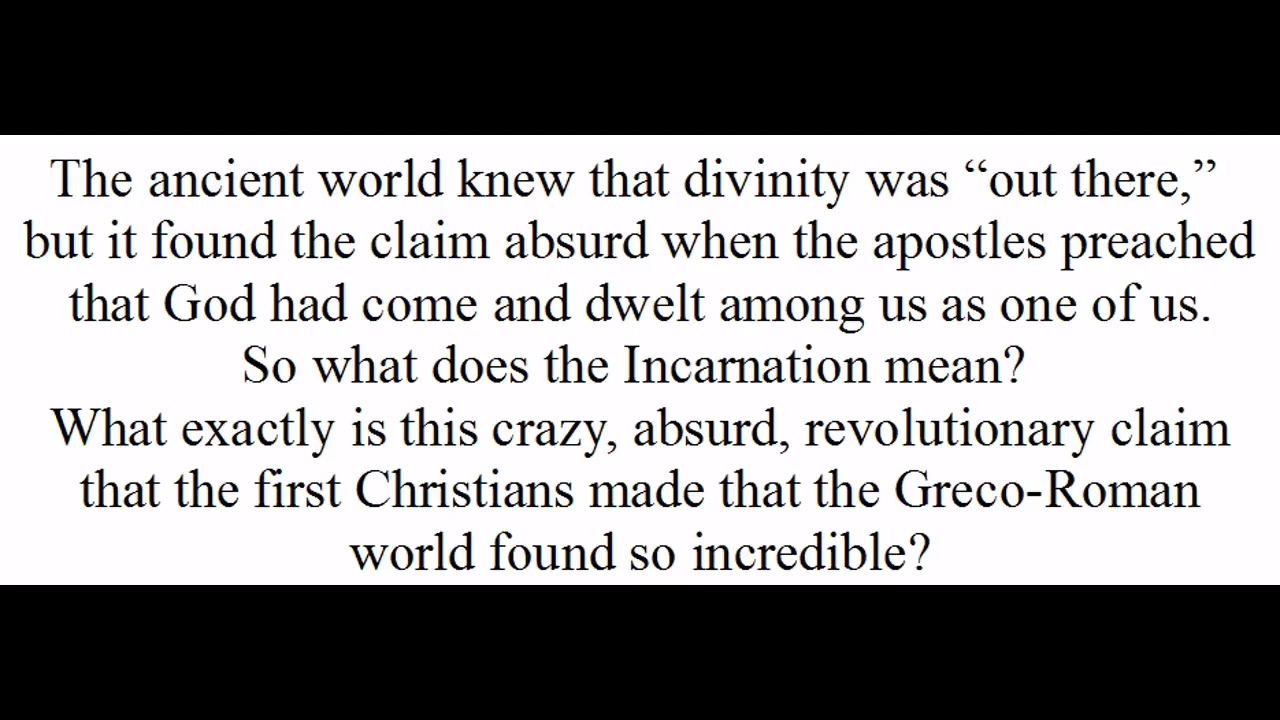 The ancient world knew that divinity was “out there,”
but it found the claim absurd when the apostles preached
that God had come and dwelt among us as one of us.
So what does the Incarnation mean?
What exactly is this crazy, absurd, revolutionary claim
that the first Christians made that the Greco-Roman
world found so incredible?